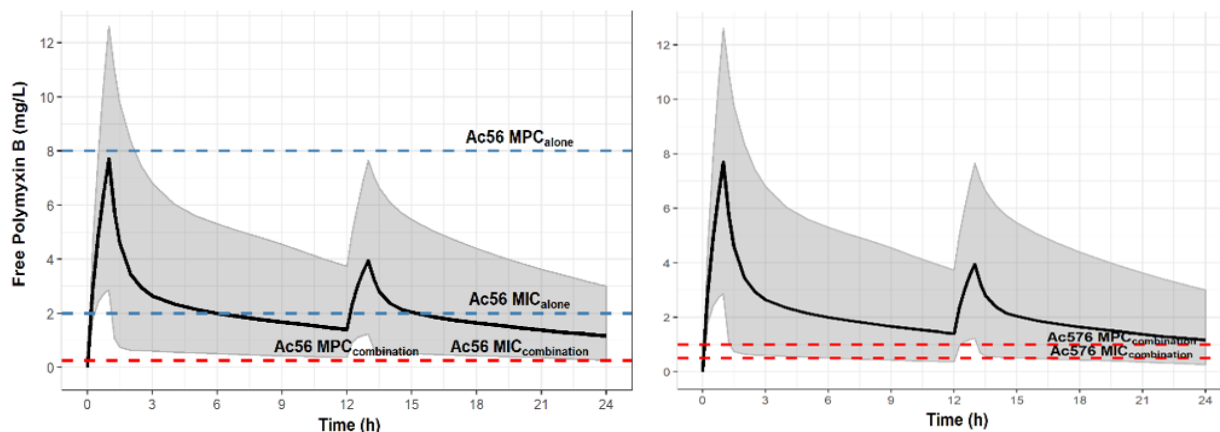 Free Polymyxin B (mg/L)
12
10
8
6
4
2
0
Ac56 MPCalone
Ac56 MICalone
Ac56 MPCcombination
Ac56 MICcombination
0 3 6 9 12 15 18 21 24
Time (h)
12
10
8
6
4
2
0
Ac576 MPCcombination
Ac576 MICcombination
0 3 6 9 12 15 18 21 24
Time (h)